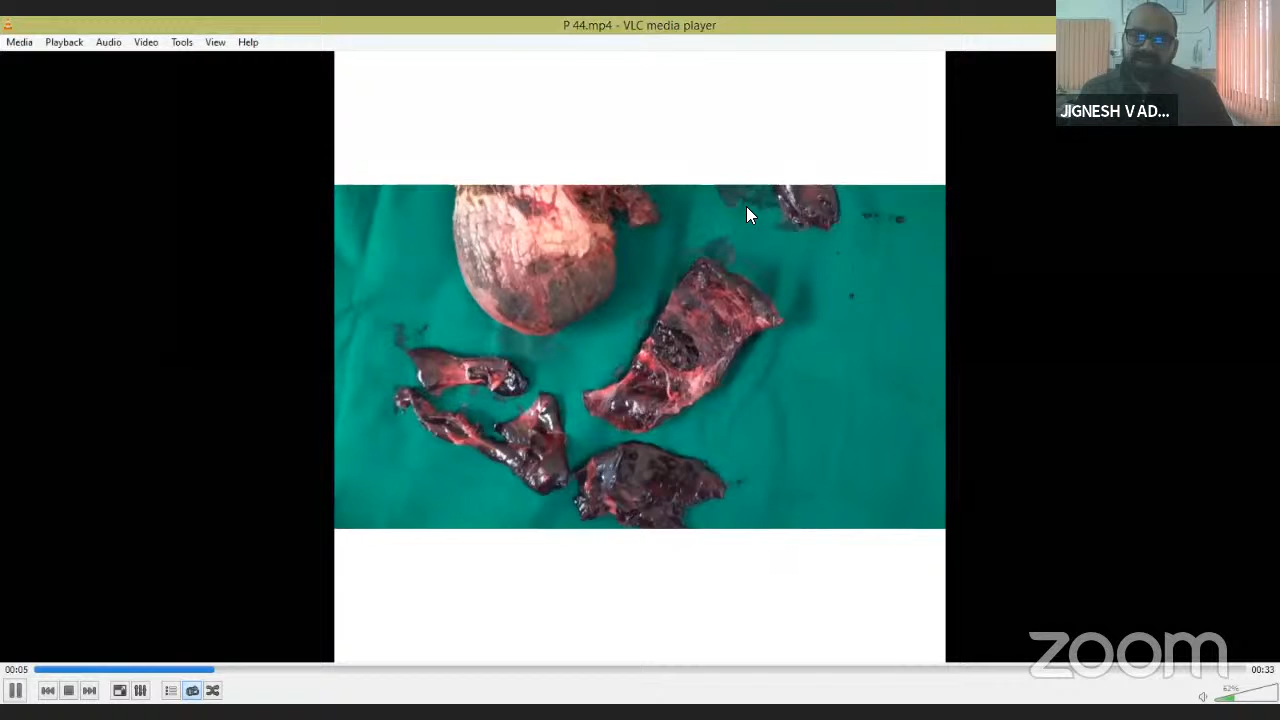 P 44.mp4 - VLC media player
Media Playback Audio Video Tools View Help
JIGNESH V AD...
zoom
00:05
00:33
82%